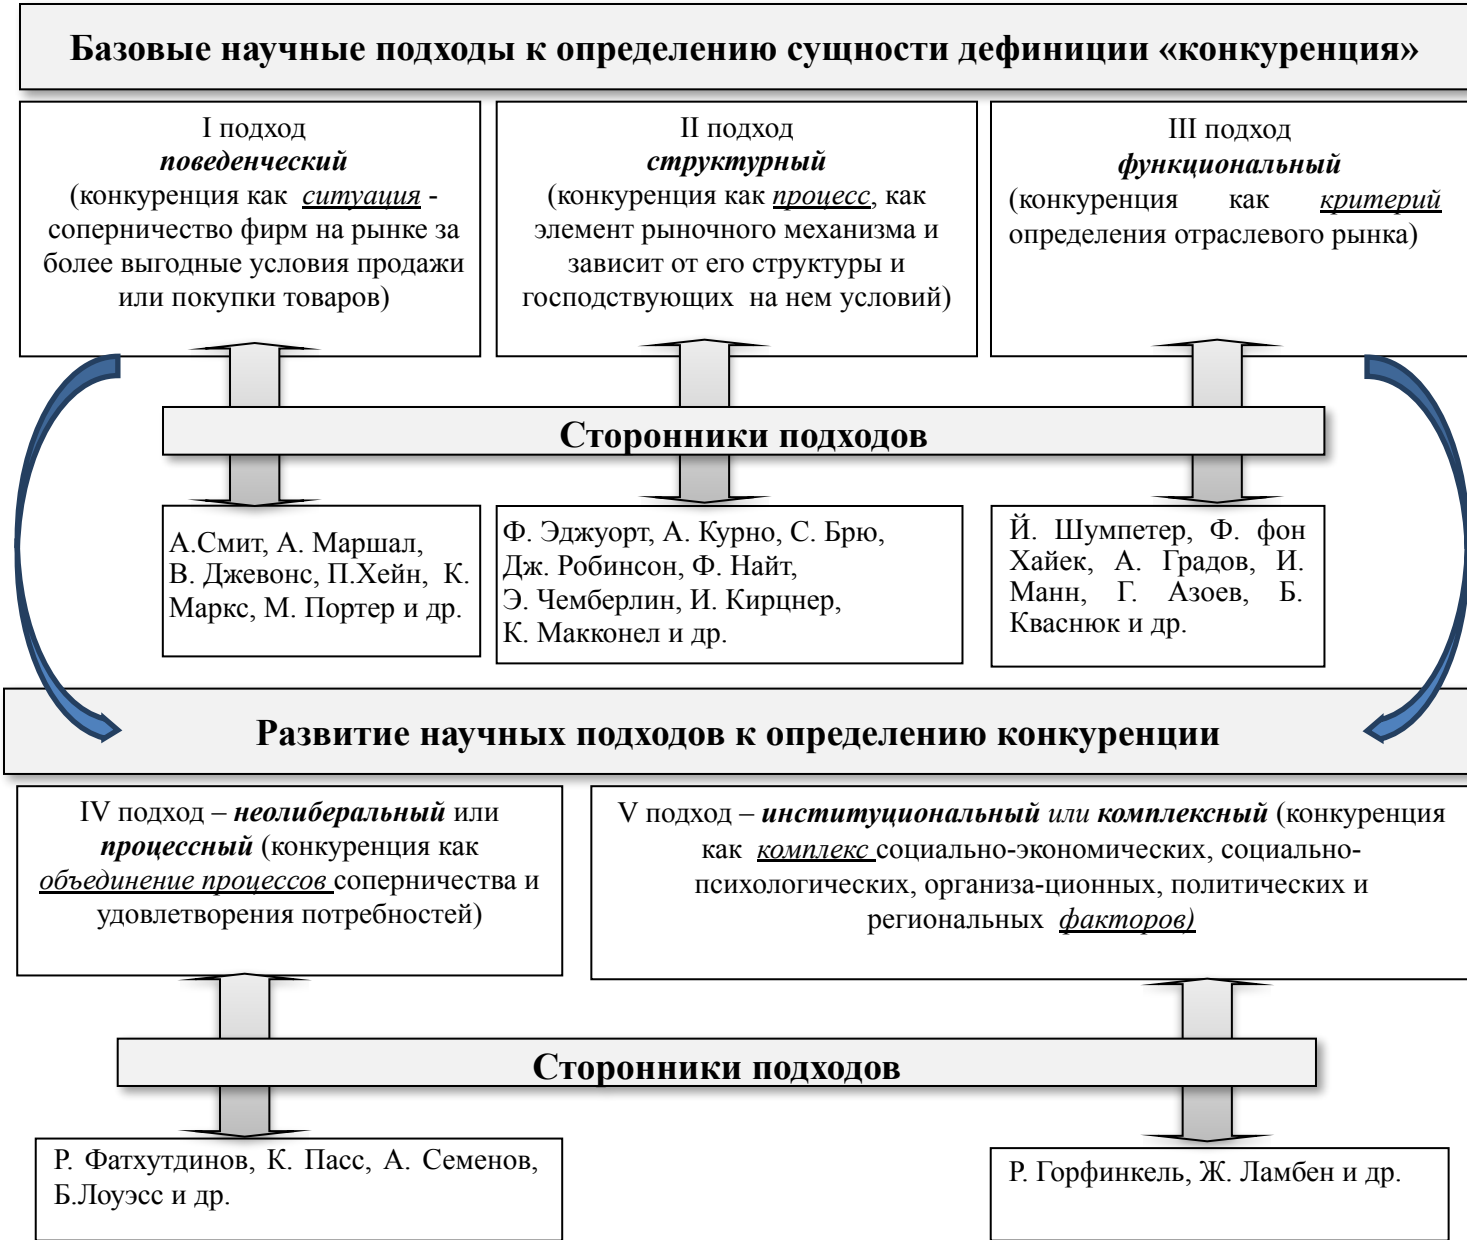 Базовые научные подходы к определению сущности дефиниции «конкуренция»
I подход
поведенческий
(конкуренция как ситуация -
соперничество фирм на рынке за
более выгодные условия продажи
или покупки товаров)
II подход
структурный
(конкуренция как процесс, как
элемент рыночного механизма и
зависит от его структуры и
господствующих на нем условий)
III подход
функциональный
(конкуренция как критерий
определения отраслевого рынка)
Сторонники подходов
А.Смит, А. Маршал,
В. Джевонс, П.Хейн, К.
Маркс, М. Портер и др.
Ф. Эджуорт, А. Курно, С. Брю,
Дж. Робинсон, Ф. Найт,
Э. Чемберлин, И. Кирцнер,
К. Макконел и др.
Й. Шумпетер, Ф. фон
Хайек, А. Градов, И.
Манн, Г. Азоев, Б.
Кваснюк и др.
Развитие научных подходов к определению конкуренции
IV подход – неолиберальный или
процессный (конкуренция как
объединение процессов соперничества и
удовлетворения потребностей)
V подход – институциональный или комплексный (конкуренция
как комплекс социально-экономических, социально-
психологических, организа-ционных, политических и
региональных факторов)
Сторонники подходов
Р. Фатхутдинов, К. Пасс, А. Семенов,
Б.Лоуэсс и др.
Р. Горфинкель, Ж. Ламбен и др.